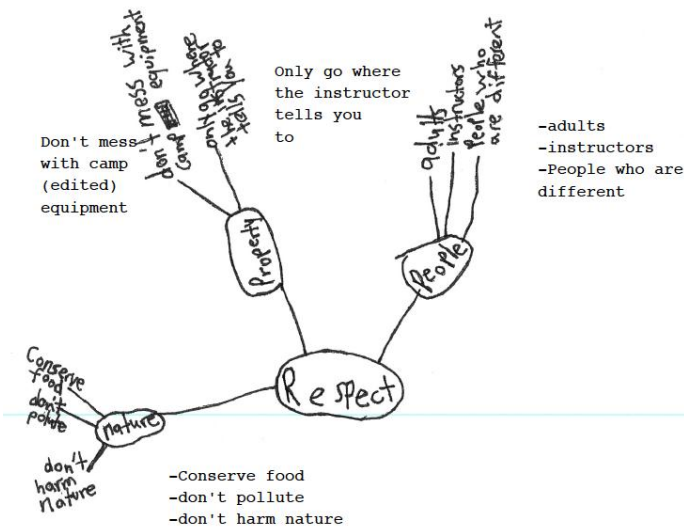 don't mess with
camp equipment
only go where
the instructor
tells you
to
Only go where
the instructor
tells you
to
Don't mess
with camp
(edited)
equipment
adults
instructors
People who
are different
-adults
-instructors
-People who are
different
Property
People
Respect
nature
Conserve
food
don't
polute
don't
harm
nature
-Conserve food
-don't pollute
-don't harm nature